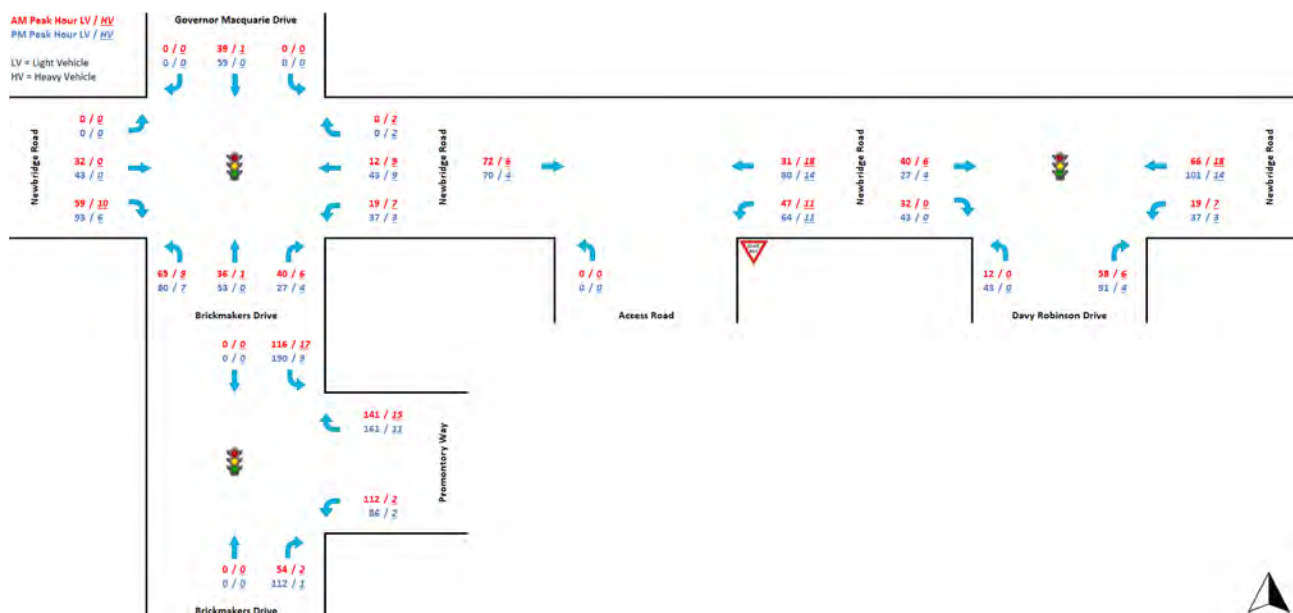 AM Peak Hour LV / HV
PM Peak Hour LV / HV
LV = Light Vehicle
HV = Heavy Vehicle
Governor Macquarie Drive
0 / 0
0 / 0
39 / 1
59 / 0
0 / 0
0 / 0
Newbridge Road
0 / 0
0 / 0
32 / 0
43 / 0
59 / 10
93 / 6
0 / 2
0 / 2
12 / 9
43 / 9
19 / 7
37 / 3
Newbridge Road
69 / 9
80 / 7
36 / 1
53 / 0
40 / 6
27 / 4
Brickmakers Drive
72 / 6
70 / 4
31 / 18
80 / 14
47 / 11
64 / 11
0 / 0
0 / 0
Access Road
Newbridge Road
40 / 6
27 / 4
32 / 0
43 / 0
66 / 18
101 / 14
19 / 7
37 / 3
Newbridge Road
12 / 0
43 / 0
58 / 6
91 / 4
Davy Robinson Drive
0 / 0
0 / 0
116 / 17
190 / 9
141 / 15
161 / 11
112 / 2
86 / 2
Promontory Way
0 / 0
0 / 0
54 / 2
112 / 1
Brickmakers Drive